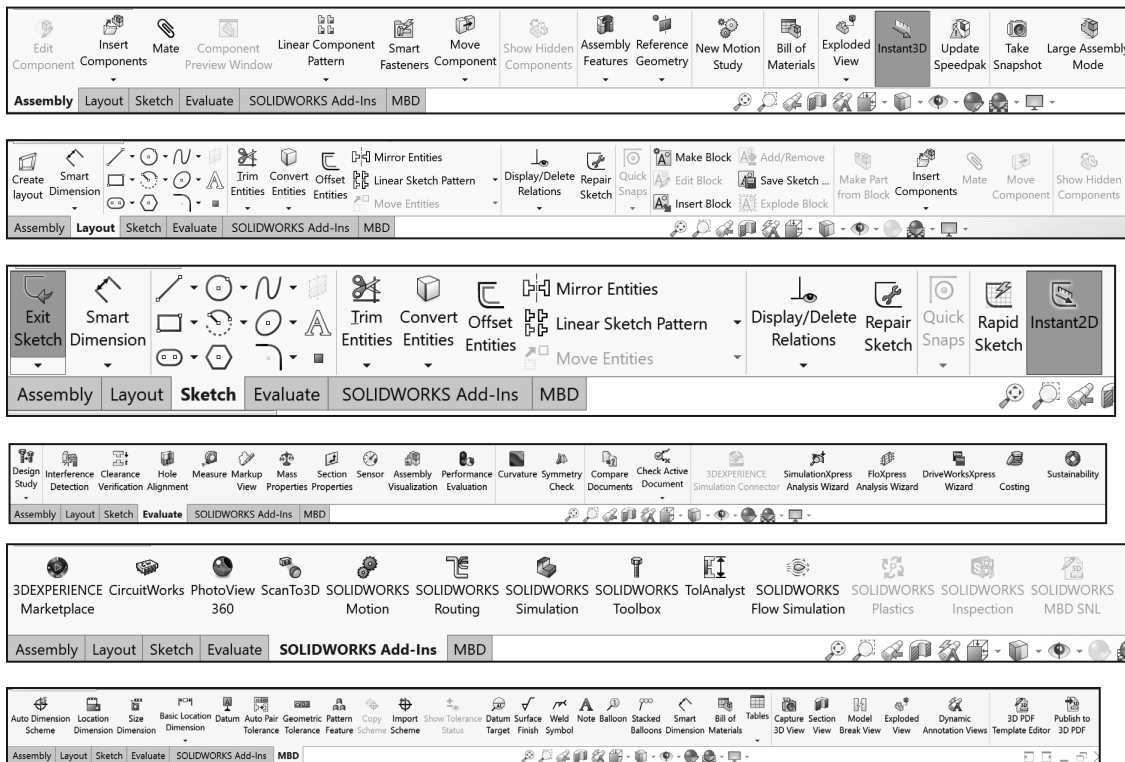 Edit Component
Insert Components
Mate
Component Preview Window
Linear Component Pattern
Smart Fasteners
Move Component
Show Hidden Components
Assembly Features
Reference Geometry
New Motion Study
Bill of Materials
Exploded View
Instant3D
Update Speedpak
Take Snapshot
Large Assembly Mode
Assembly Layout Sketch Evaluate SOLIDWORKS Add-Ins MBD
Create layout
Smart Dimension
A
Trim Entities
Convert Entities
Offset Entities
Mirror Entities
Linear Sketch Pattern
Move Entities
Display/Delete Relations
Repair Sketch
Quick Snaps
Make Block
Edit Block
Insert Block
Add/Remove
Save Sketch ...
Explode Block
Make Part from Block
Insert Components
Mate
Move Component
Show Hidden Components
Assembly Layout Sketch Evaluate SOLIDWORKS Add-Ins MBD
Exit Sketch
Smart Dimension
A
Trim Entities
Convert Entities
Offset Entities
Mirror Entities
Linear Sketch Pattern
Move Entities
Display/Delete Relations
Repair Sketch
Quick Snaps
Rapid Sketch
Instant2D
Assembly Layout Sketch Evaluate SOLIDWORKS Add-Ins MBD
Design Study
Interference Detection
Clearance Verification
Hole Alignment
Measure
Markup View
Mass Properties
Section Properties
Sensor
Assembly Visualization
Performance Evaluation
Curvature
Symmetry Check
Compare Documents
Check Active Document
3DEXPERIENCE Simulation Connector
SimulationXpress Analysis Wizard
FloXpress Analysis Wizard
DriveWorksXpress Wizard
Costing
Sustainability
Assembly Layout Sketch Evaluate SOLIDWORKS Add-Ins MBD
3DEXPERIENCE Marketplace
CircuitWorks
PhotoView 360
ScanTo3D
SOLIDWORKS Motion
SOLIDWORKS Routing
SOLIDWORKS Simulation
SOLIDWORKS Toolbox
TolAnalyst
SOLIDWORKS Flow Simulation
SOLIDWORKS Plastics
SOLIDWORKS Inspection
SOLIDWORKS MBD SNL
Assembly Layout Sketch Evaluate SOLIDWORKS Add-Ins MBD
Auto Dimension Scheme
Location Dimension
Size Dimension
Basic Location Dimension
Datum
Auto Pair Tolerance
Geometric Tolerance
Pattern Feature
Copy Scheme
Import Scheme
Show Tolerance Status
Datum Target
Surface Finish
Weld Symbol
Note
Balloon
Stacked Balloons
Smart Dimension
Bill of Materials
Tables
Capture 3D View
Section View
Model Break View
Exploded View
Dynamic Annotation Views
3D PDF Template Editor
Publish to 3D PDF
Assembly Layout Sketch Evaluate SOLIDWORKS Add-Ins MBD